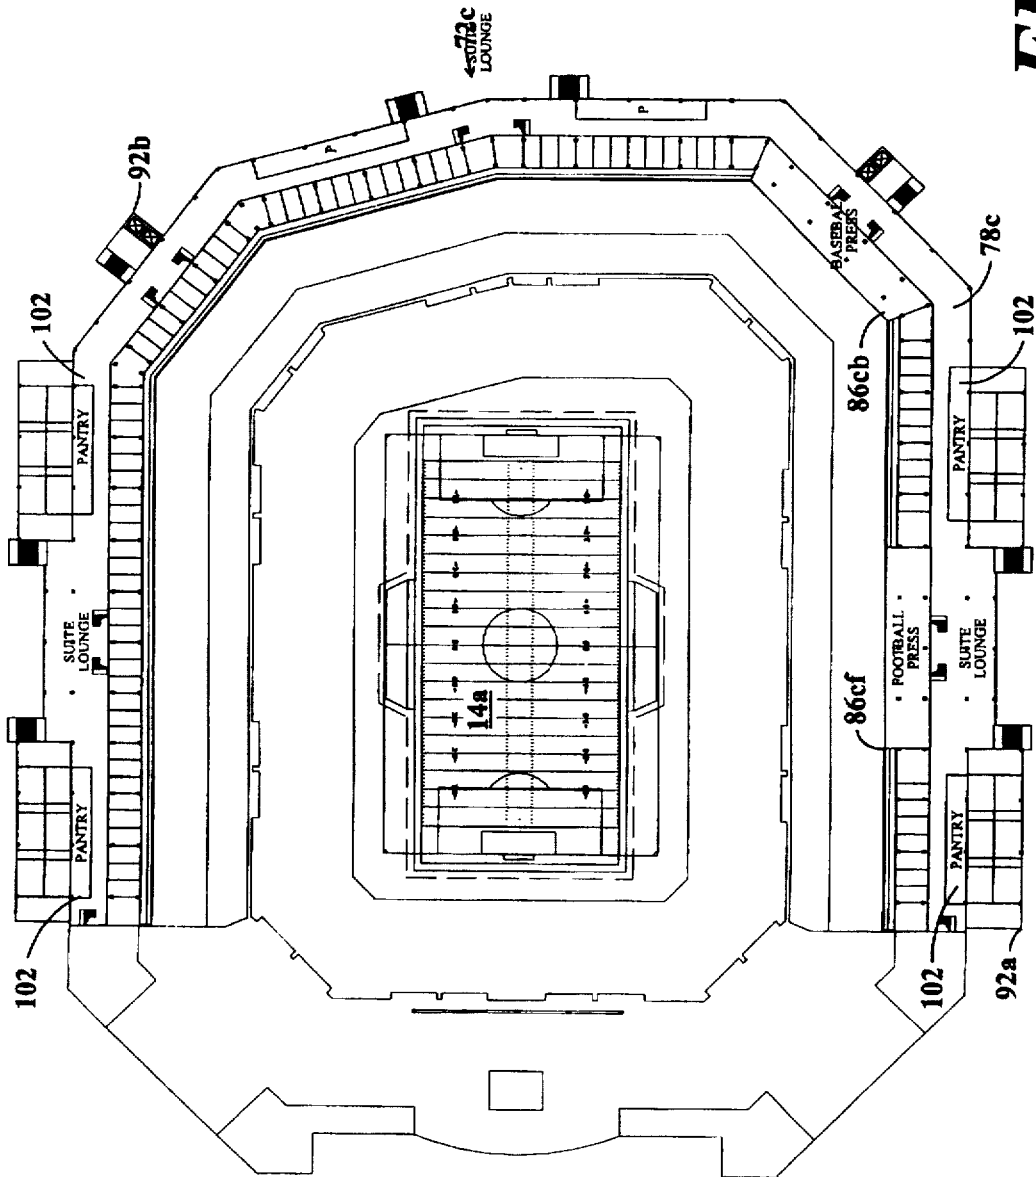 72c
SUITE
LOUNGE
92b
P
P
102
102
PANTRY
PANTRY
SUITE
LOUNGE
BASEBALL
PRESS
78c
86cb
102
PANTRY
14a
FOOTBALL
PRESS
SUITE
LOUNGE
86cf
PANTRY
102
92a